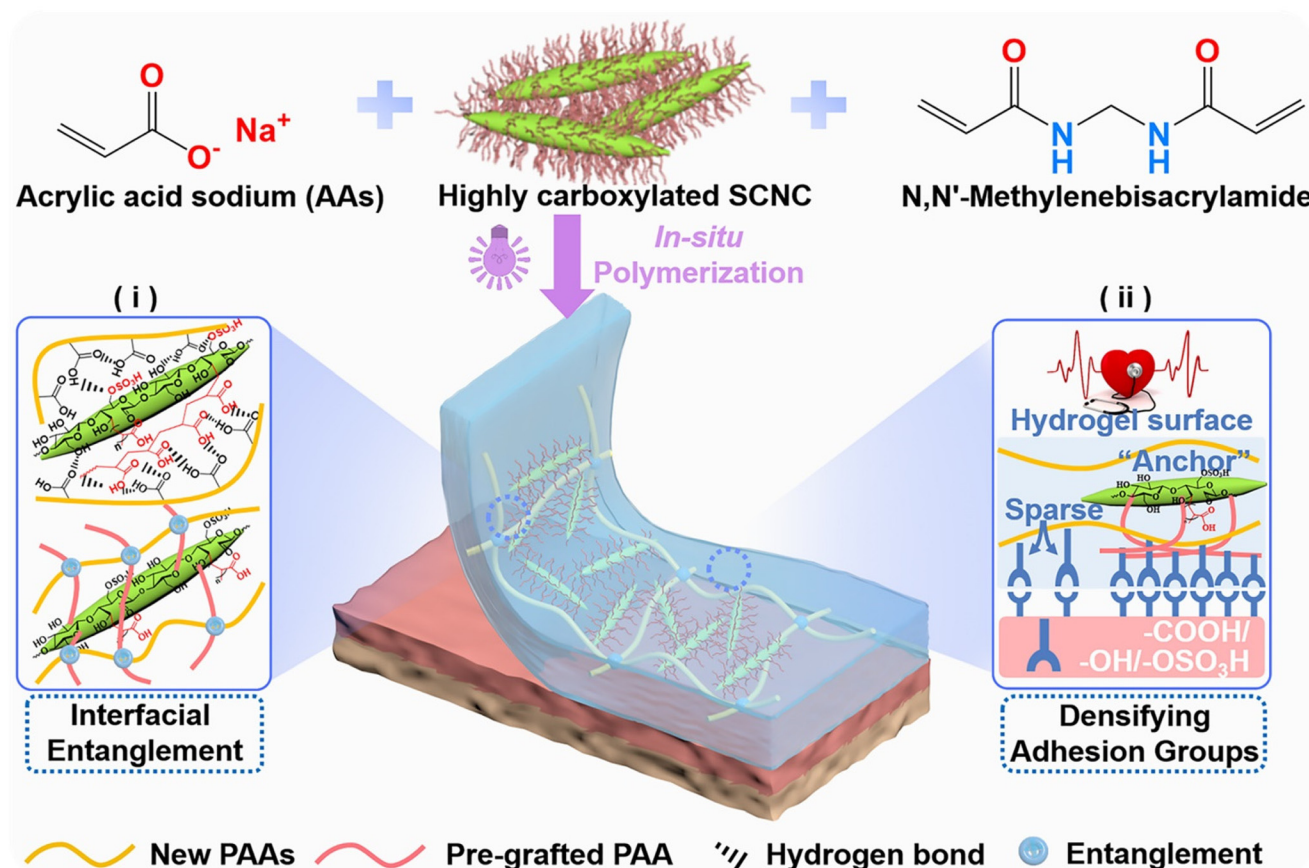 O
O⁻ Na⁺
Acrylic acid sodium (AAs)
Highly carboxylated SCNC
O O
N N
H H
N,N'-Methylenebisacrylamide
In-situ
Polymerization
( i )
( ii )
Hydrogel surface
“Anchor”
Sparse
-COOH/
-OH/-OSO₃H
Interfacial
Entanglement
Densifying
Adhesion Groups
New PAAs
Pre-grafted PAA
Hydrogen bond
Entanglement